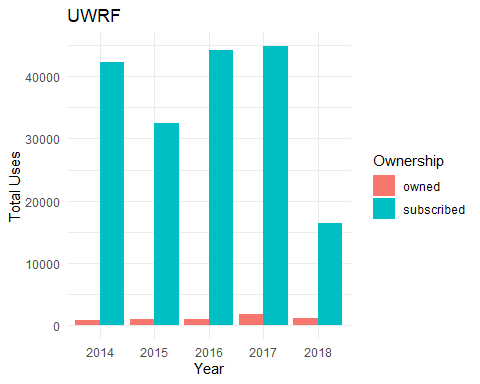 UWRF
Total Uses
40000
30000
20000
10000
0
2014 2015 2016 2017 2018
Year
Ownership
owned
subscribed